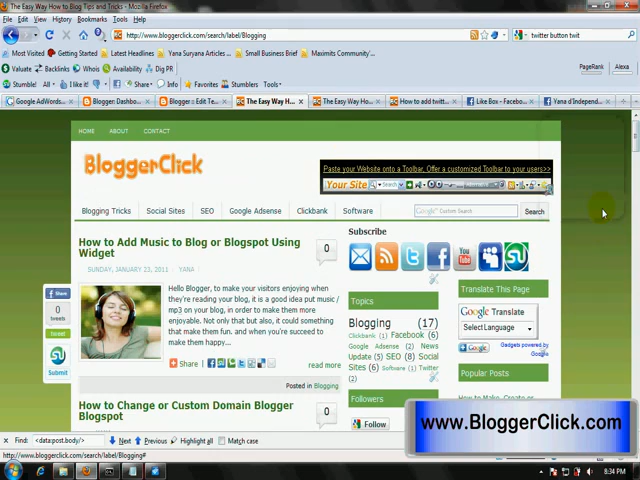 The Easy Way How to Blog Tips and Tricks - Mozilla Firefox
File Edit View History Bookmarks Tools Help
http://www.bloggerclick.com/search/label/Blogging
twitter button twit
Most Visited Getting Started Latest Headlines Yana Suryana Articles ... Small Business Brief Maximits Community...
Valuate Backlinks Whois Availability Dig PR PageRank Alexa
Stumble! All I like it! Share Info Favorites Stumblers Tools
Google AdWords... Blogger: Dashbo... Blogger: Edit Te... The Easy Way Ho... The Easy Way Ho... How to add twitt... Like Box - Faceboo... Yana d'Independ...
HOME ABOUT CONTACT
BloggerClick
Paste your Website onto a Toolbar, Offer a customized Toolbar to your users>>
Your Site Search
Blogging Tricks Social Sites SEO Google Adsense Clickbank Software
Google Custom Search Search
How to Add Music to Blog or Blogspot Using
Widget
0
SUNDAY, JANUARY 23, 2011 YANA
Hello Blogger, to make your visitors enjoying when
they're reading your blog, it is a good idea put music /
mp3 on your blog, in order to make them more
enjoyable. Not only that but also, it could something
that make them fun. and when you're succeed to
make them happy...
Share read more
Posted in Blogging
How to Change or Custom Domain Blogger
Blogspot
0
Share
0
tweets
tweet
Submit
Subscribe
You
Tube
Topics
Blogging (17)
Clickbank (1) Facebook (6)
Google Adsense (2) News
Update (5) SEO (8) Social
Sites (6) Software (1) Twitter
(2)
Followers
Follow
Translate This Page
Google Translate
Select Language
Google
Gadgets powered by
Google
Popular Posts
www.BloggerClick.com
Find: <data:post.body/> Next Previous Highlight all Match case
http://www.bloggerclick.com/search/label/Blogging#
8:34 PM